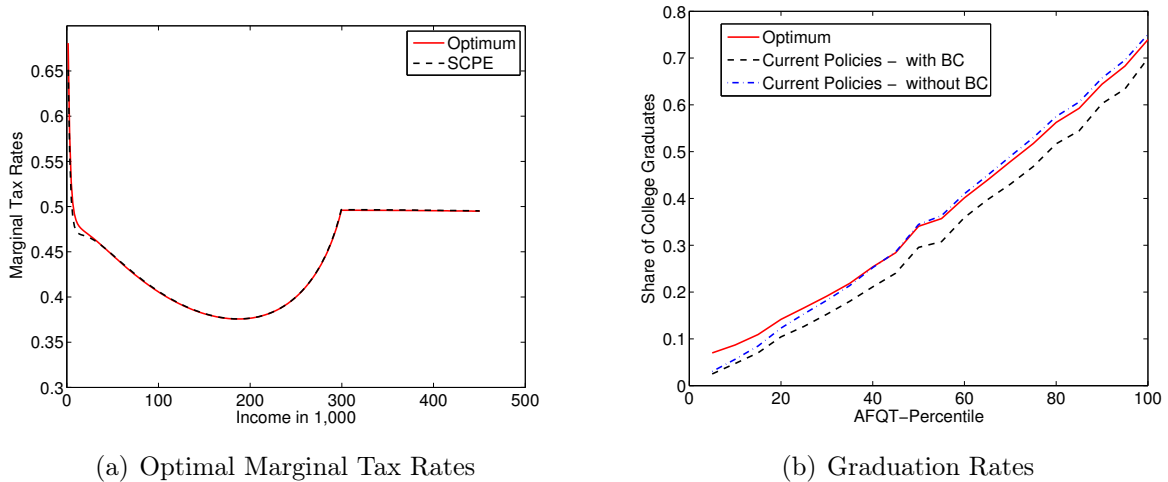 Optimum
SCPE
0.65
0.6
0.55
0.5
0.45
0.4
0.35
0.3
Marginal Tax Rates
0 100 200 300 400 500
Income in 1,000
(a) Optimal Marginal Tax Rates
Optimum
Current Policies − with BC
Current Policies − without BC
0.8
0.7
0.6
0.5
0.4
0.3
0.2
0.1
0
Share of College Graduates
0 20 40 60 80 100
AFQT−Percentile
(b) Graduation Rates